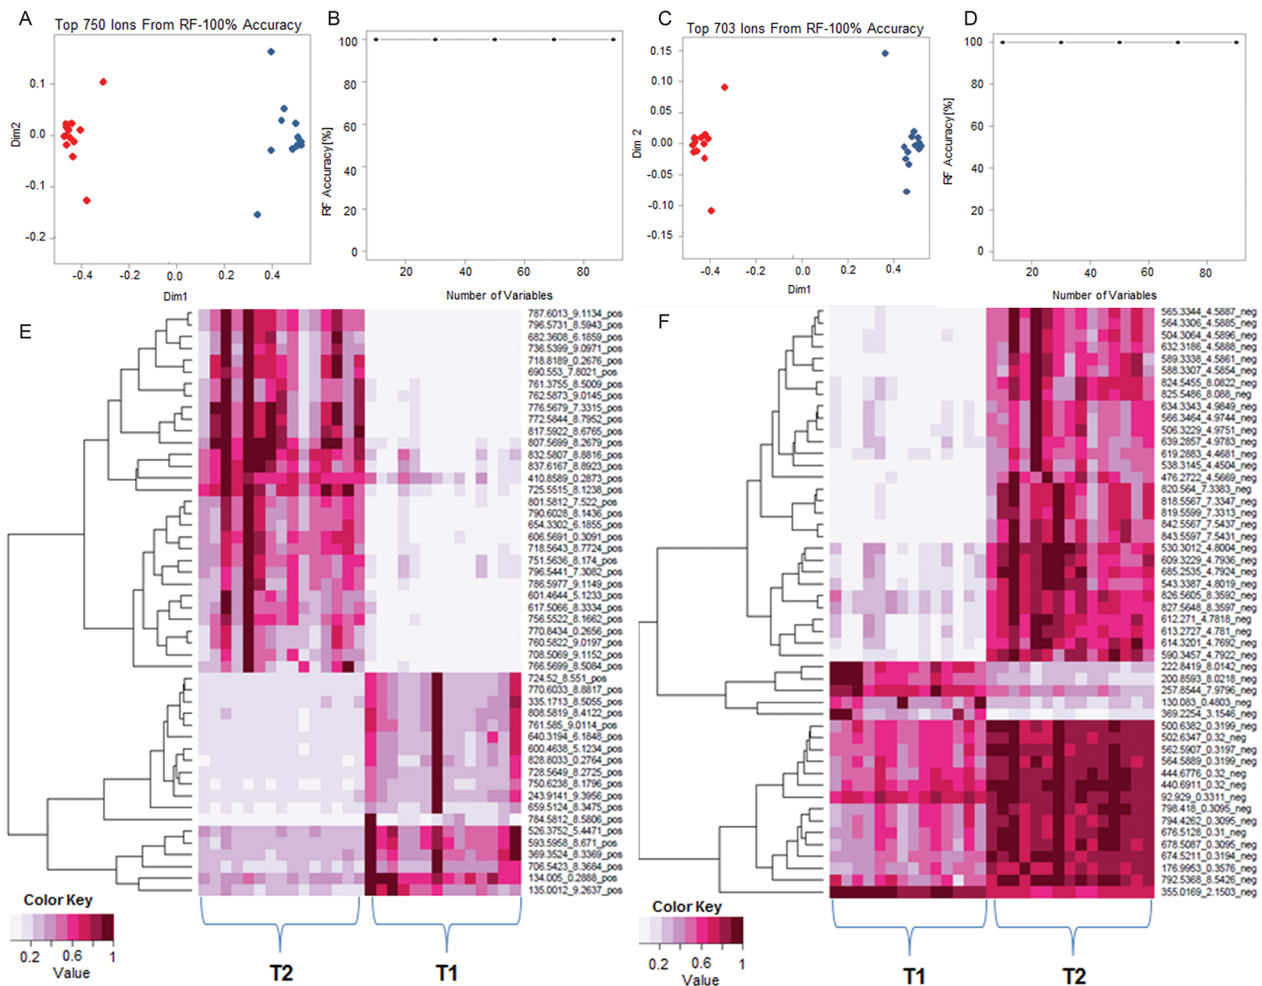 A
Top 750 Ions From RF-100% Accuracy
Dim2
0.1
0.0
-0.1
-0.2
-0.4
-0.2
0.0
0.2
0.4
Dim1
B
RF Accuracy[%]
100
80
60
40
20
0
20
40
60
80
Number of Variables
C
Top 703 Ions From RF-100% Accuracy
Dim 2
0.15
0.10
0.05
0.00
-0.05
-0.10
-0.15
-0.4
-0.2
0.0
0.2
0.4
Dim1
D
RF Accuracy[%]
100
80
60
40
20
0
20
40
60
80
Number of Variables
E
787.6013_9.1134_pos
796.5731_8.5943_pos
682.3608_6.1859_pos
736.5399_9.0971_pos
718.8189_0.2676_pos
690.553_7.8021_pos
761.3755_8.5009_pos
762.5873_9.0145_pos
776.5679_7.3315_pos
772.5844_8.7952_pos
817.5922_8.6765_pos
807.5699_8.2679_pos
832.5807_8.8816_pos
837.6167_8.8923_pos
410.8589_0.2873_pos
725.5515_8.1238_pos
801.5812_7.522_pos
790.6028_8.1436_pos
654.3302_6.1855_pos
606.5691_0.3091_pos
718.5643_8.7724_pos
751.5636_8.174_pos
796.5441_7.3082_pos
786.5977_9.1149_pos
601.4644_5.1233_pos
617.5066_8.3334_pos
756.5522_8.1662_pos
770.8434_0.2656_pos
760.5822_9.0197_pos
708.5069_9.1152_pos
766.5699_8.5084_pos
724.52_8.551_pos
770.6033_8.8817_pos
335.1713_8.5055_pos
808.5819_8.4122_pos
761.585_9.0114_pos
640.3194_6.1848_pos
600.4638_5.1234_pos
828.8033_0.2764_pos
728.5649_8.2725_pos
750.6238_8.1796_pos
243.9141_9.3956_pos
659.5124_8.3475_pos
784.5812_8.5806_pos
526.3752_5.4471_pos
593.5958_8.671_pos
369.3524_8.3369_pos
706.5423_8.3684_pos
134.005_0.2888_pos
135.0012_9.2637_pos
Color Key
0.2
0.6
1
Value
T2
T1
F
565.3344_4.5887_neg
564.3306_4.5885_neg
504.3064_4.5896_neg
632.3186_4.5888_neg
589.3338_4.5861_neg
588.3307_4.5854_neg
824.5455_8.0822_neg
825.5486_8.088_neg
634.3343_4.9849_neg
566.3464_4.9744_neg
506.3229_4.9751_neg
639.2857_4.9783_neg
619.2883_4.4681_neg
538.3145_4.4504_neg
476.2722_4.5669_neg
820.564_7.3383_neg
818.5567_7.3347_neg
819.5599_7.3313_neg
842.5567_7.5437_neg
843.5597_7.5431_neg
530.3012_4.8004_neg
609.3229_4.7936_neg
685.2535_4.7924_neg
543.3387_4.8019_neg
826.5605_8.3592_neg
827.5648_8.3597_neg
612.271_4.7818_neg
613.2727_4.781_neg
614.3201_4.7692_neg
590.3457_4.7922_neg
222.8419_8.0142_neg
200.8593_8.0218_neg
257.8544_7.9796_neg
130.083_0.4803_neg
369.2254_3.1546_neg
500.6382_0.3199_neg
502.6347_0.32_neg
562.5907_0.3197_neg
564.5889_0.3199_neg
444.6776_0.32_neg
440.6911_0.32_neg
92.929_0.3311_neg
798.418_0.3095_neg
794.4262_0.3095_neg
676.5128_0.31_neg
678.5087_0.3095_neg
674.5211_0.3194_neg
176.9953_0.3576_neg
792.5368_8.5426_neg
355.0169_2.1503_neg
Color Key
0.2
0.6
1
Value
T1
T2